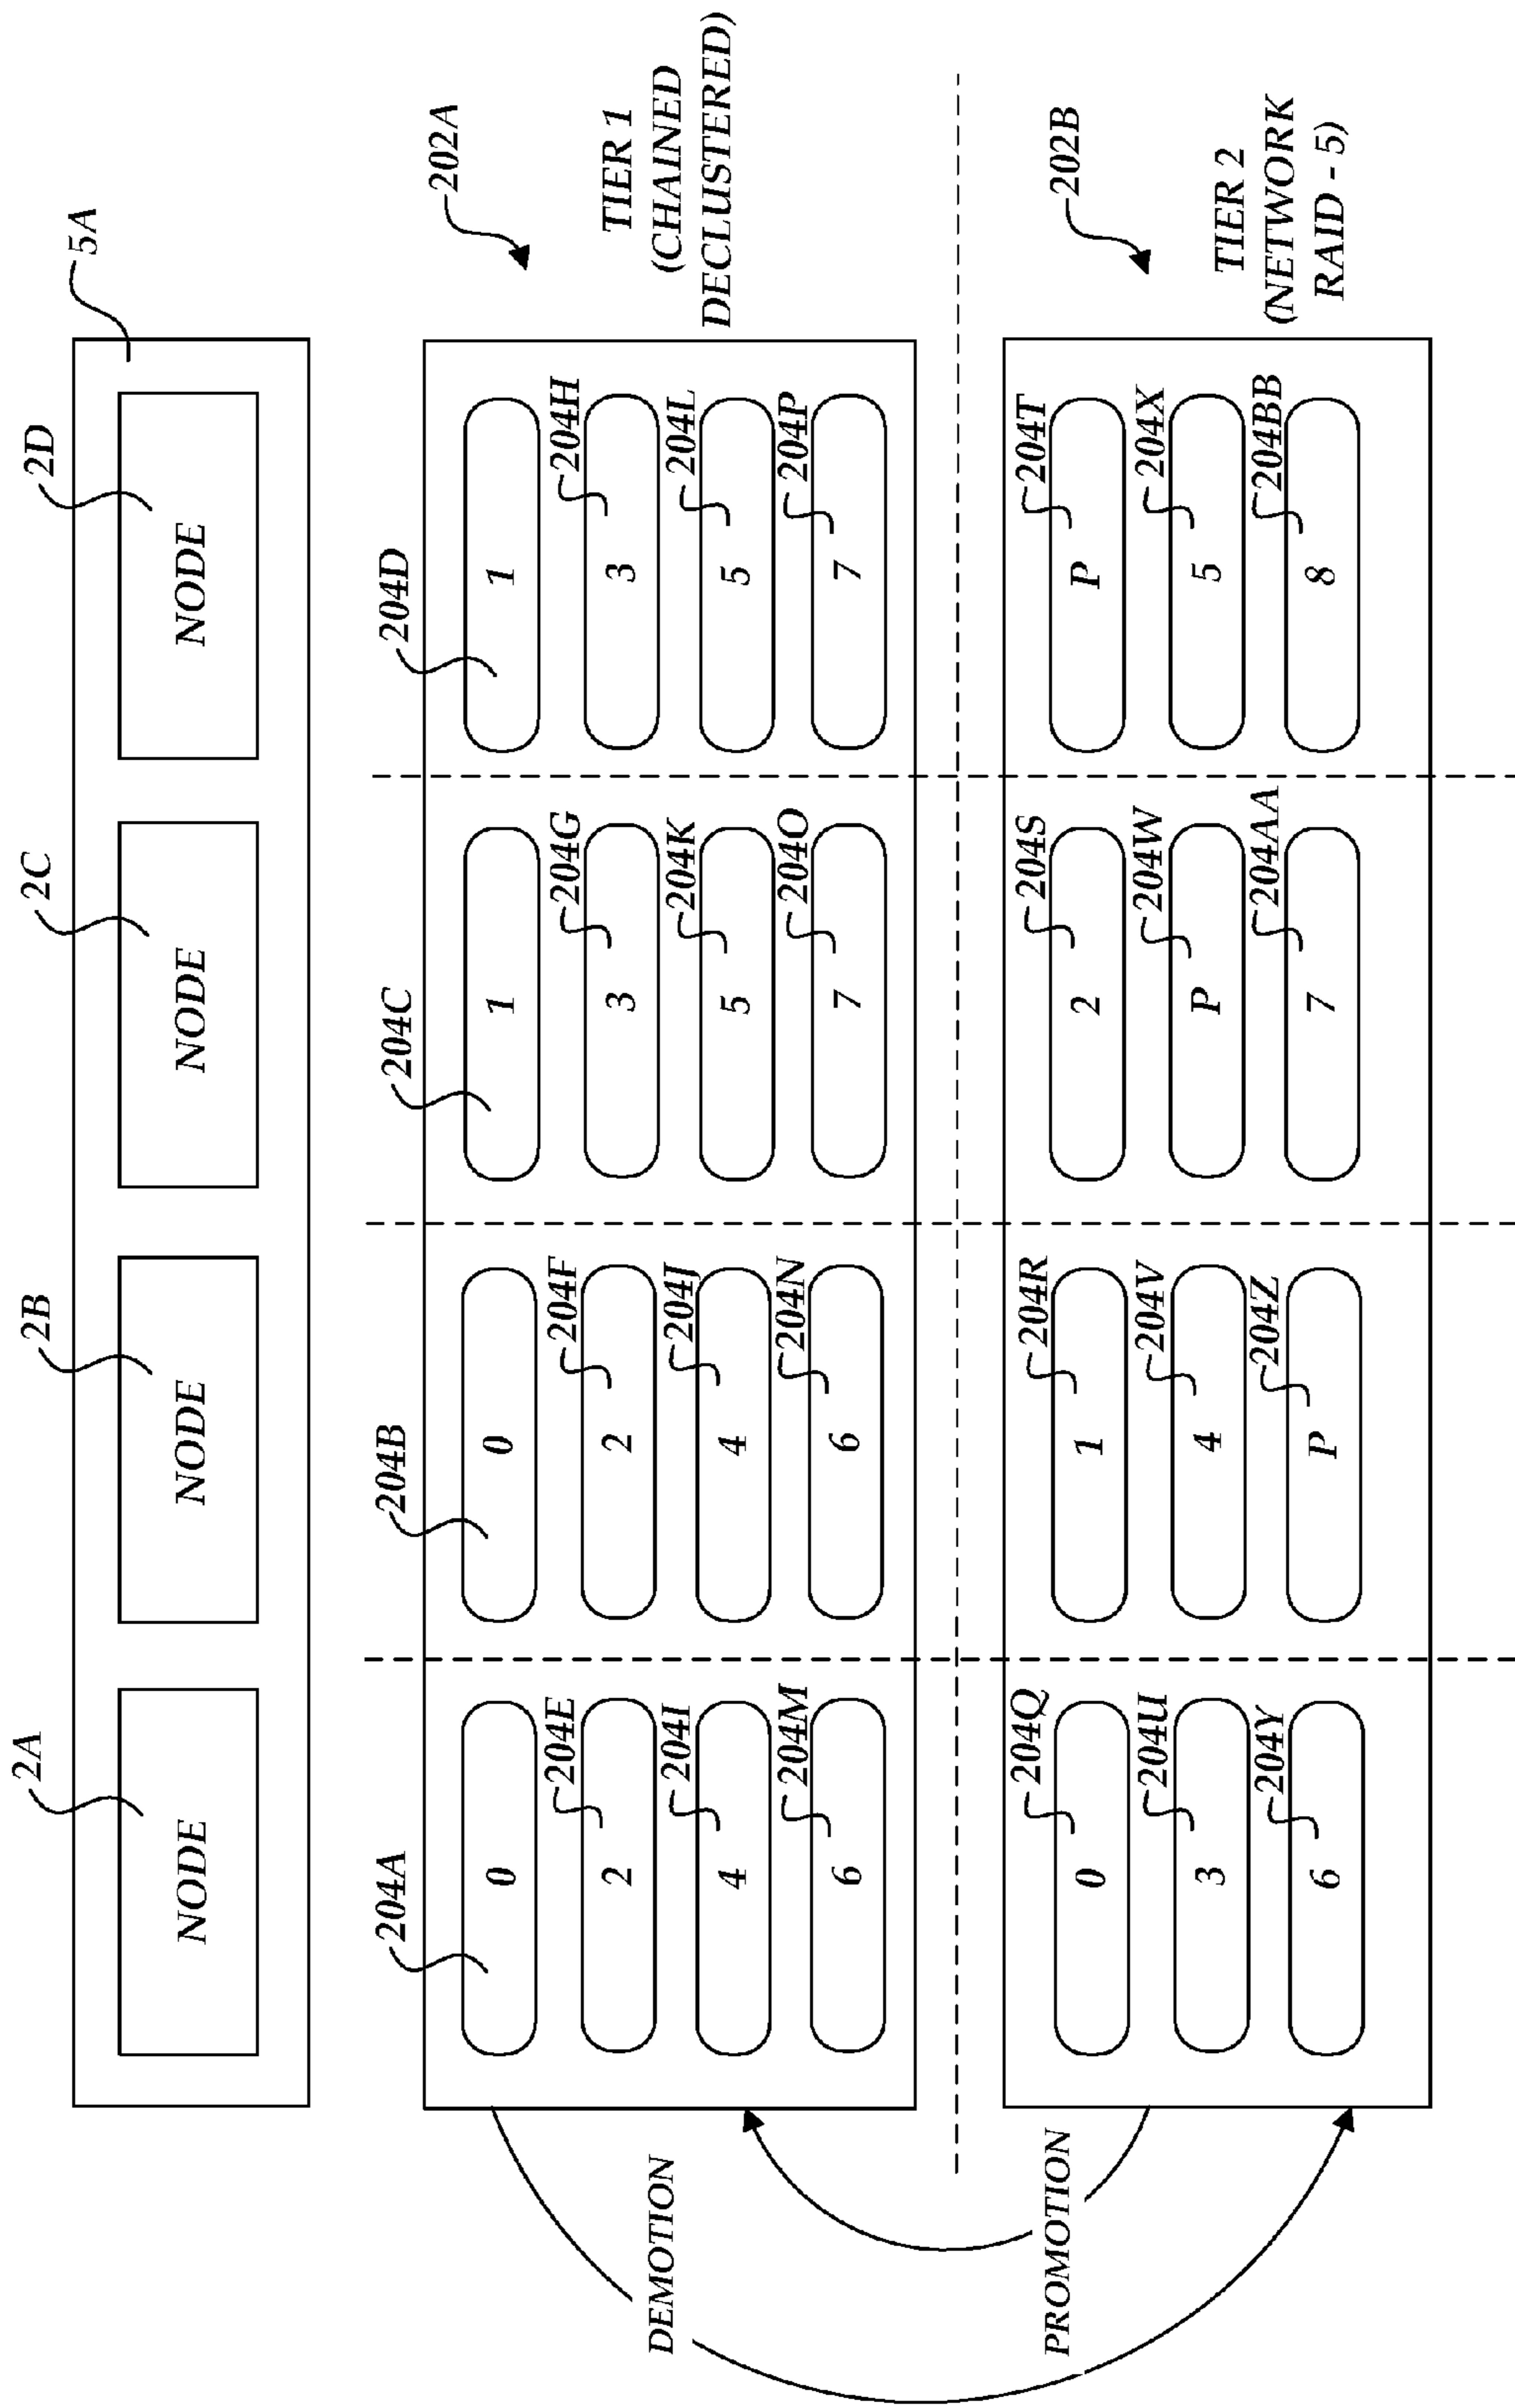 2A
2B
2C
2D
5A
NODE
NODE
NODE
NODE
204A
204B
204C
204D
202A
0
0
1
1
204E
204F
204G
204H
2
2
3
3
TIER 1
(CHAINED
DECLUSTERED)
204I
204J
204K
204L
4
4
5
5
204M
204N
204O
204P
6
6
7
7
DEMOTION
PROMOTION
204Q
204R
204S
204T
202B
0
1
2
P
204U
204V
204W
204X
3
4
P
5
TIER 2
(NETWORK
RAID - 5)
204Y
204Z
204AA
204BB
6
P
7
8